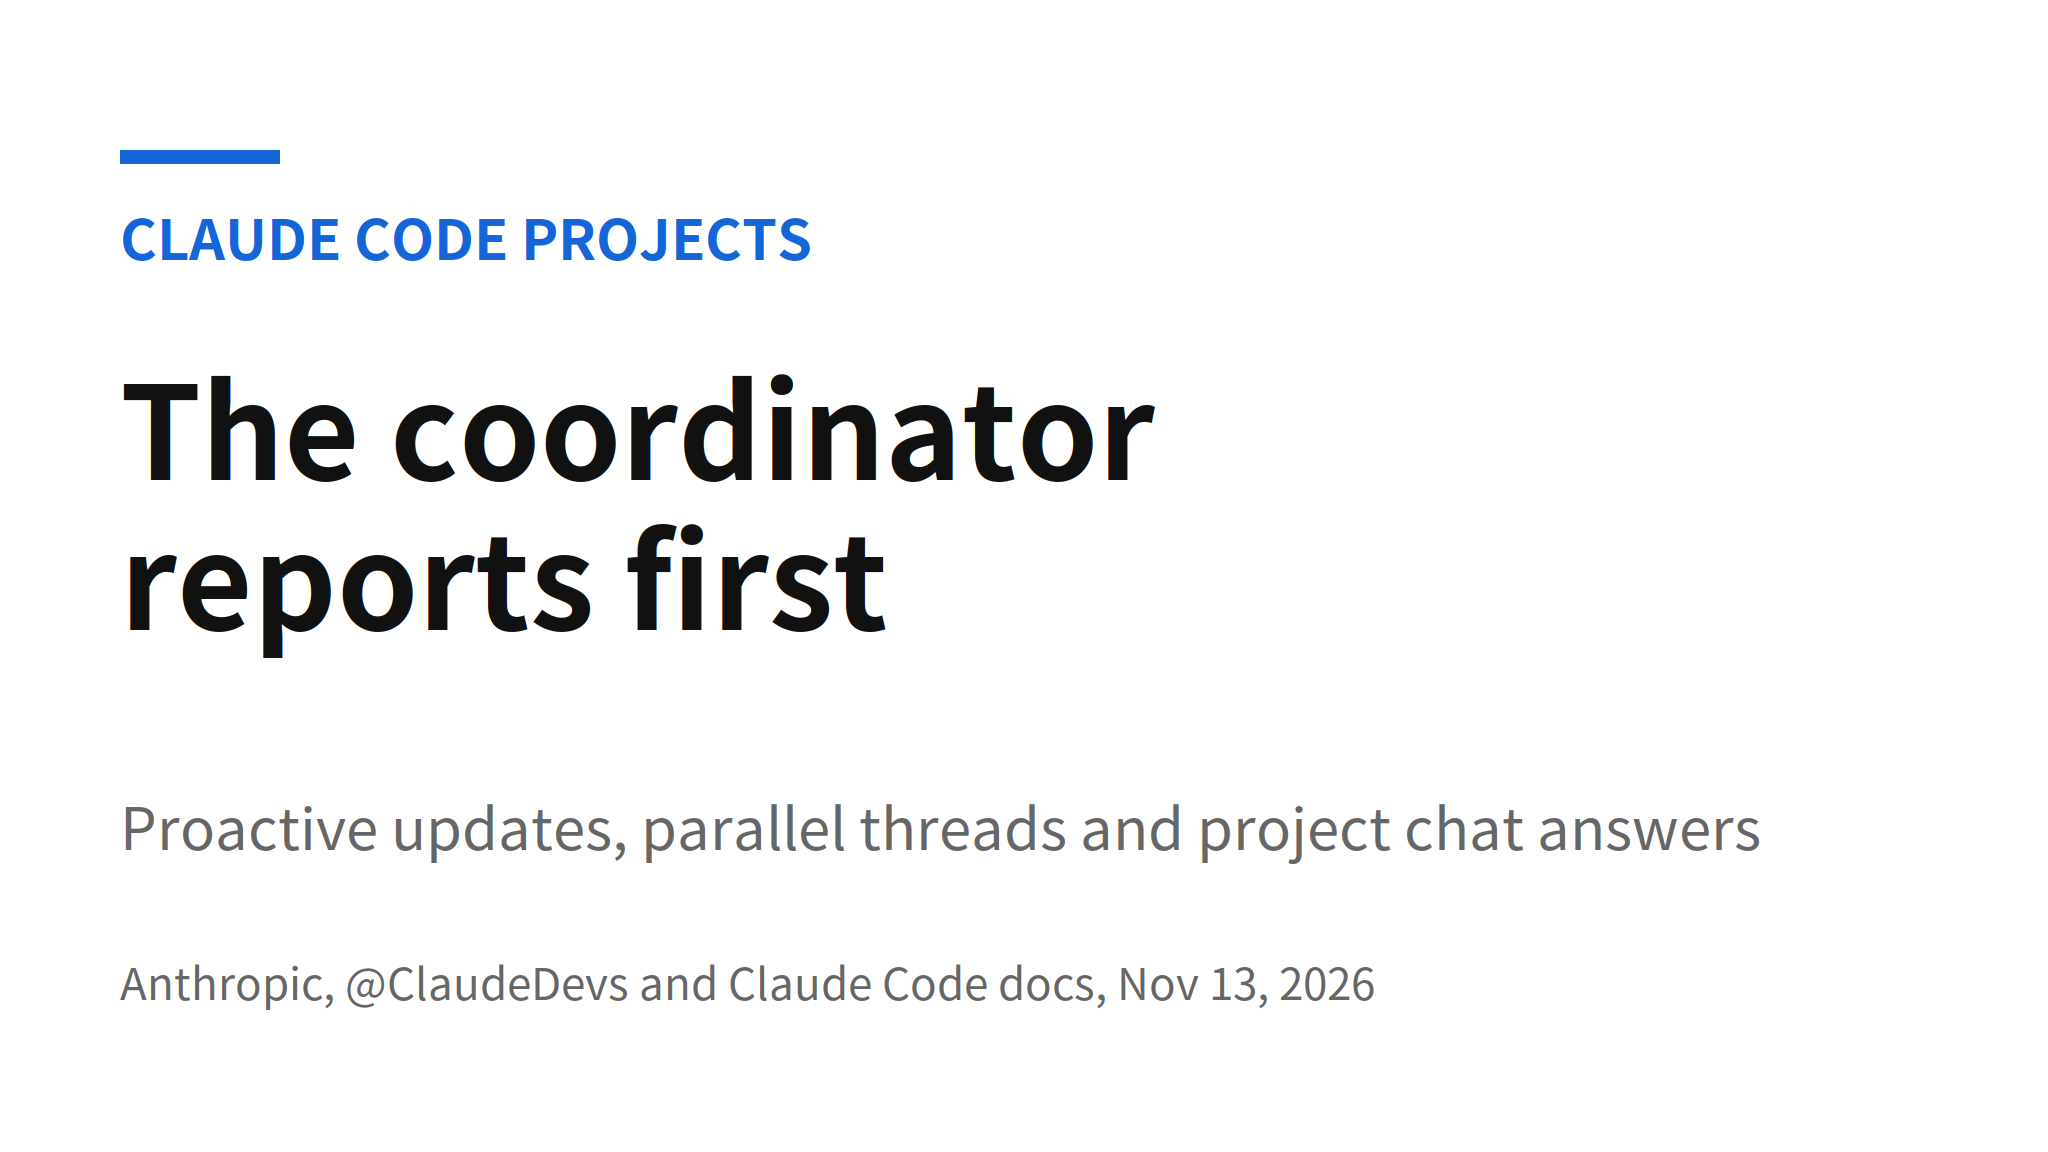 CLAUDE CODE PROJECTS
The coordinator
reports first
Proactive updates, parallel threads and project chat answers
Anthropic, @ClaudeDevs and Claude Code docs, Nov 13, 2026